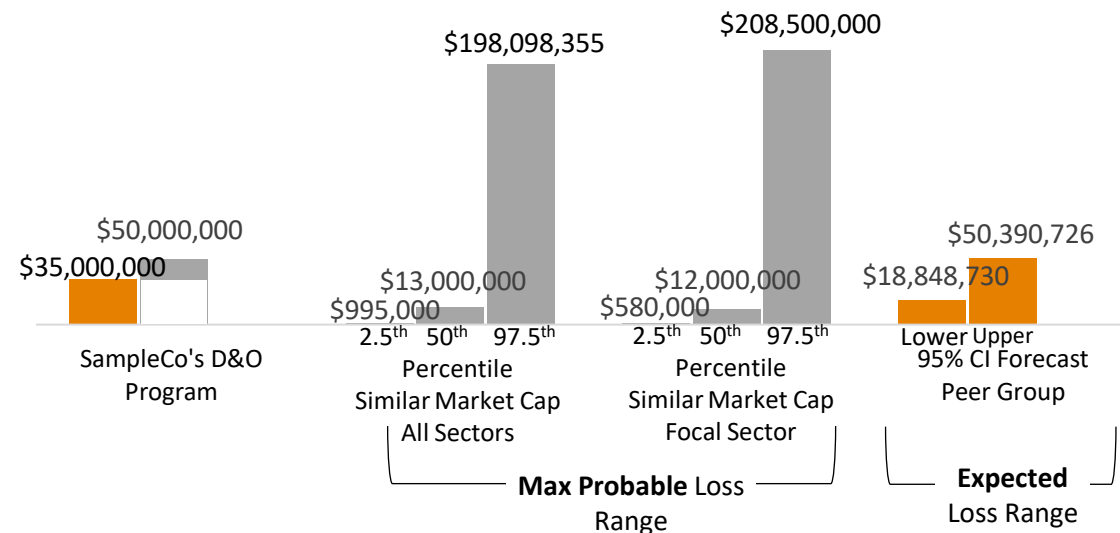 $198,098,355
$208,500,000
$50,000,000
$35,000,000
$13,000,000
$995,000
$12,000,000
$580,000
$50,390,726
$18,848,730
2.5th 50th 97.5th
2.5th 50th 97.5th
Lower Upper
SampleCo's D&O
Program
Percentile
Similar Market Cap
All Sectors
Percentile
Similar Market Cap
Focal Sector
95% CI Forecast
Peer Group
Max Probable Loss
Range
Expected
Loss Range